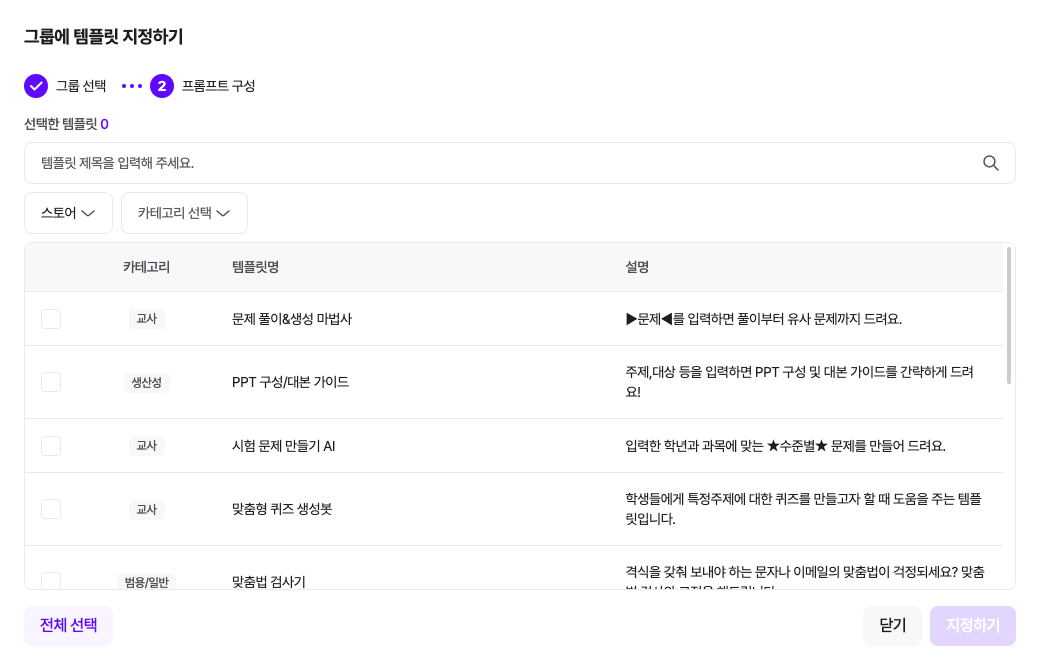 그룹에 템플릿 지정하기
그룹 선택
2 프롬프트 구성
선택한 템플릿 0
템플릿 제목을 입력해 주세요.
스토어
카테고리 선택
카테고리 템플릿명 설명
교사 문제 풀이&생성 마법사 ▶문제◀를 입력하면 풀이부터 유사 문제까지 드려요.
생산성 PPT 구성/대본 가이드 주제,대상 등을 입력하면 PPT 구성 및 대본 가이드를 간략하게 드려
요!
교사 시험 문제 만들기 AI 입력한 학년과 과목에 맞는 ★수준별★ 문제를 만들어 드려요.
교사 맞춤형 퀴즈 생성봇 학생들에게 특정주제에 대한 퀴즈를 만들고자 할 때 도움을 주는 템플
릿입니다.
범용/일반 맞춤법 검사기 격식을 갖춰 보내야 하는 문자나 이메일의 맞춤법이 걱정되세요? 맞춤
전체 선택
닫기
지정하기